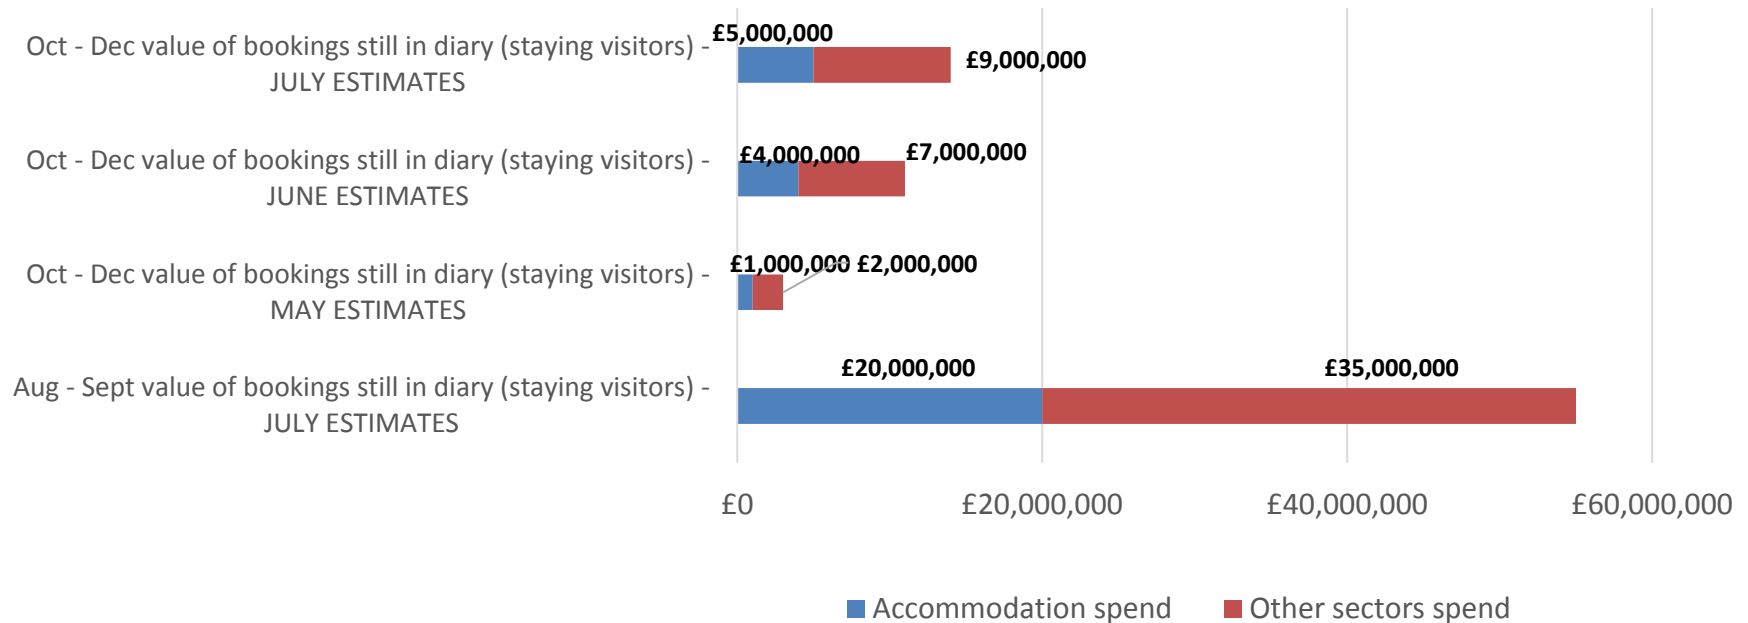 Oct - Dec value of bookings still in diary (staying visitors) -
JULY ESTIMATES
£5,000,000
£9,000,000
Oct - Dec value of bookings still in diary (staying visitors) -
JUNE ESTIMATES
£4,000,000
£7,000,000
Oct - Dec value of bookings still in diary (staying visitors) -
MAY ESTIMATES
£1,000,000
£2,000,000
Aug - Sept value of bookings still in diary (staying visitors) -
JULY ESTIMATES
£20,000,000
£35,000,000
£0
£20,000,000
£40,000,000
£60,000,000
Accommodation spend
Other sectors spend